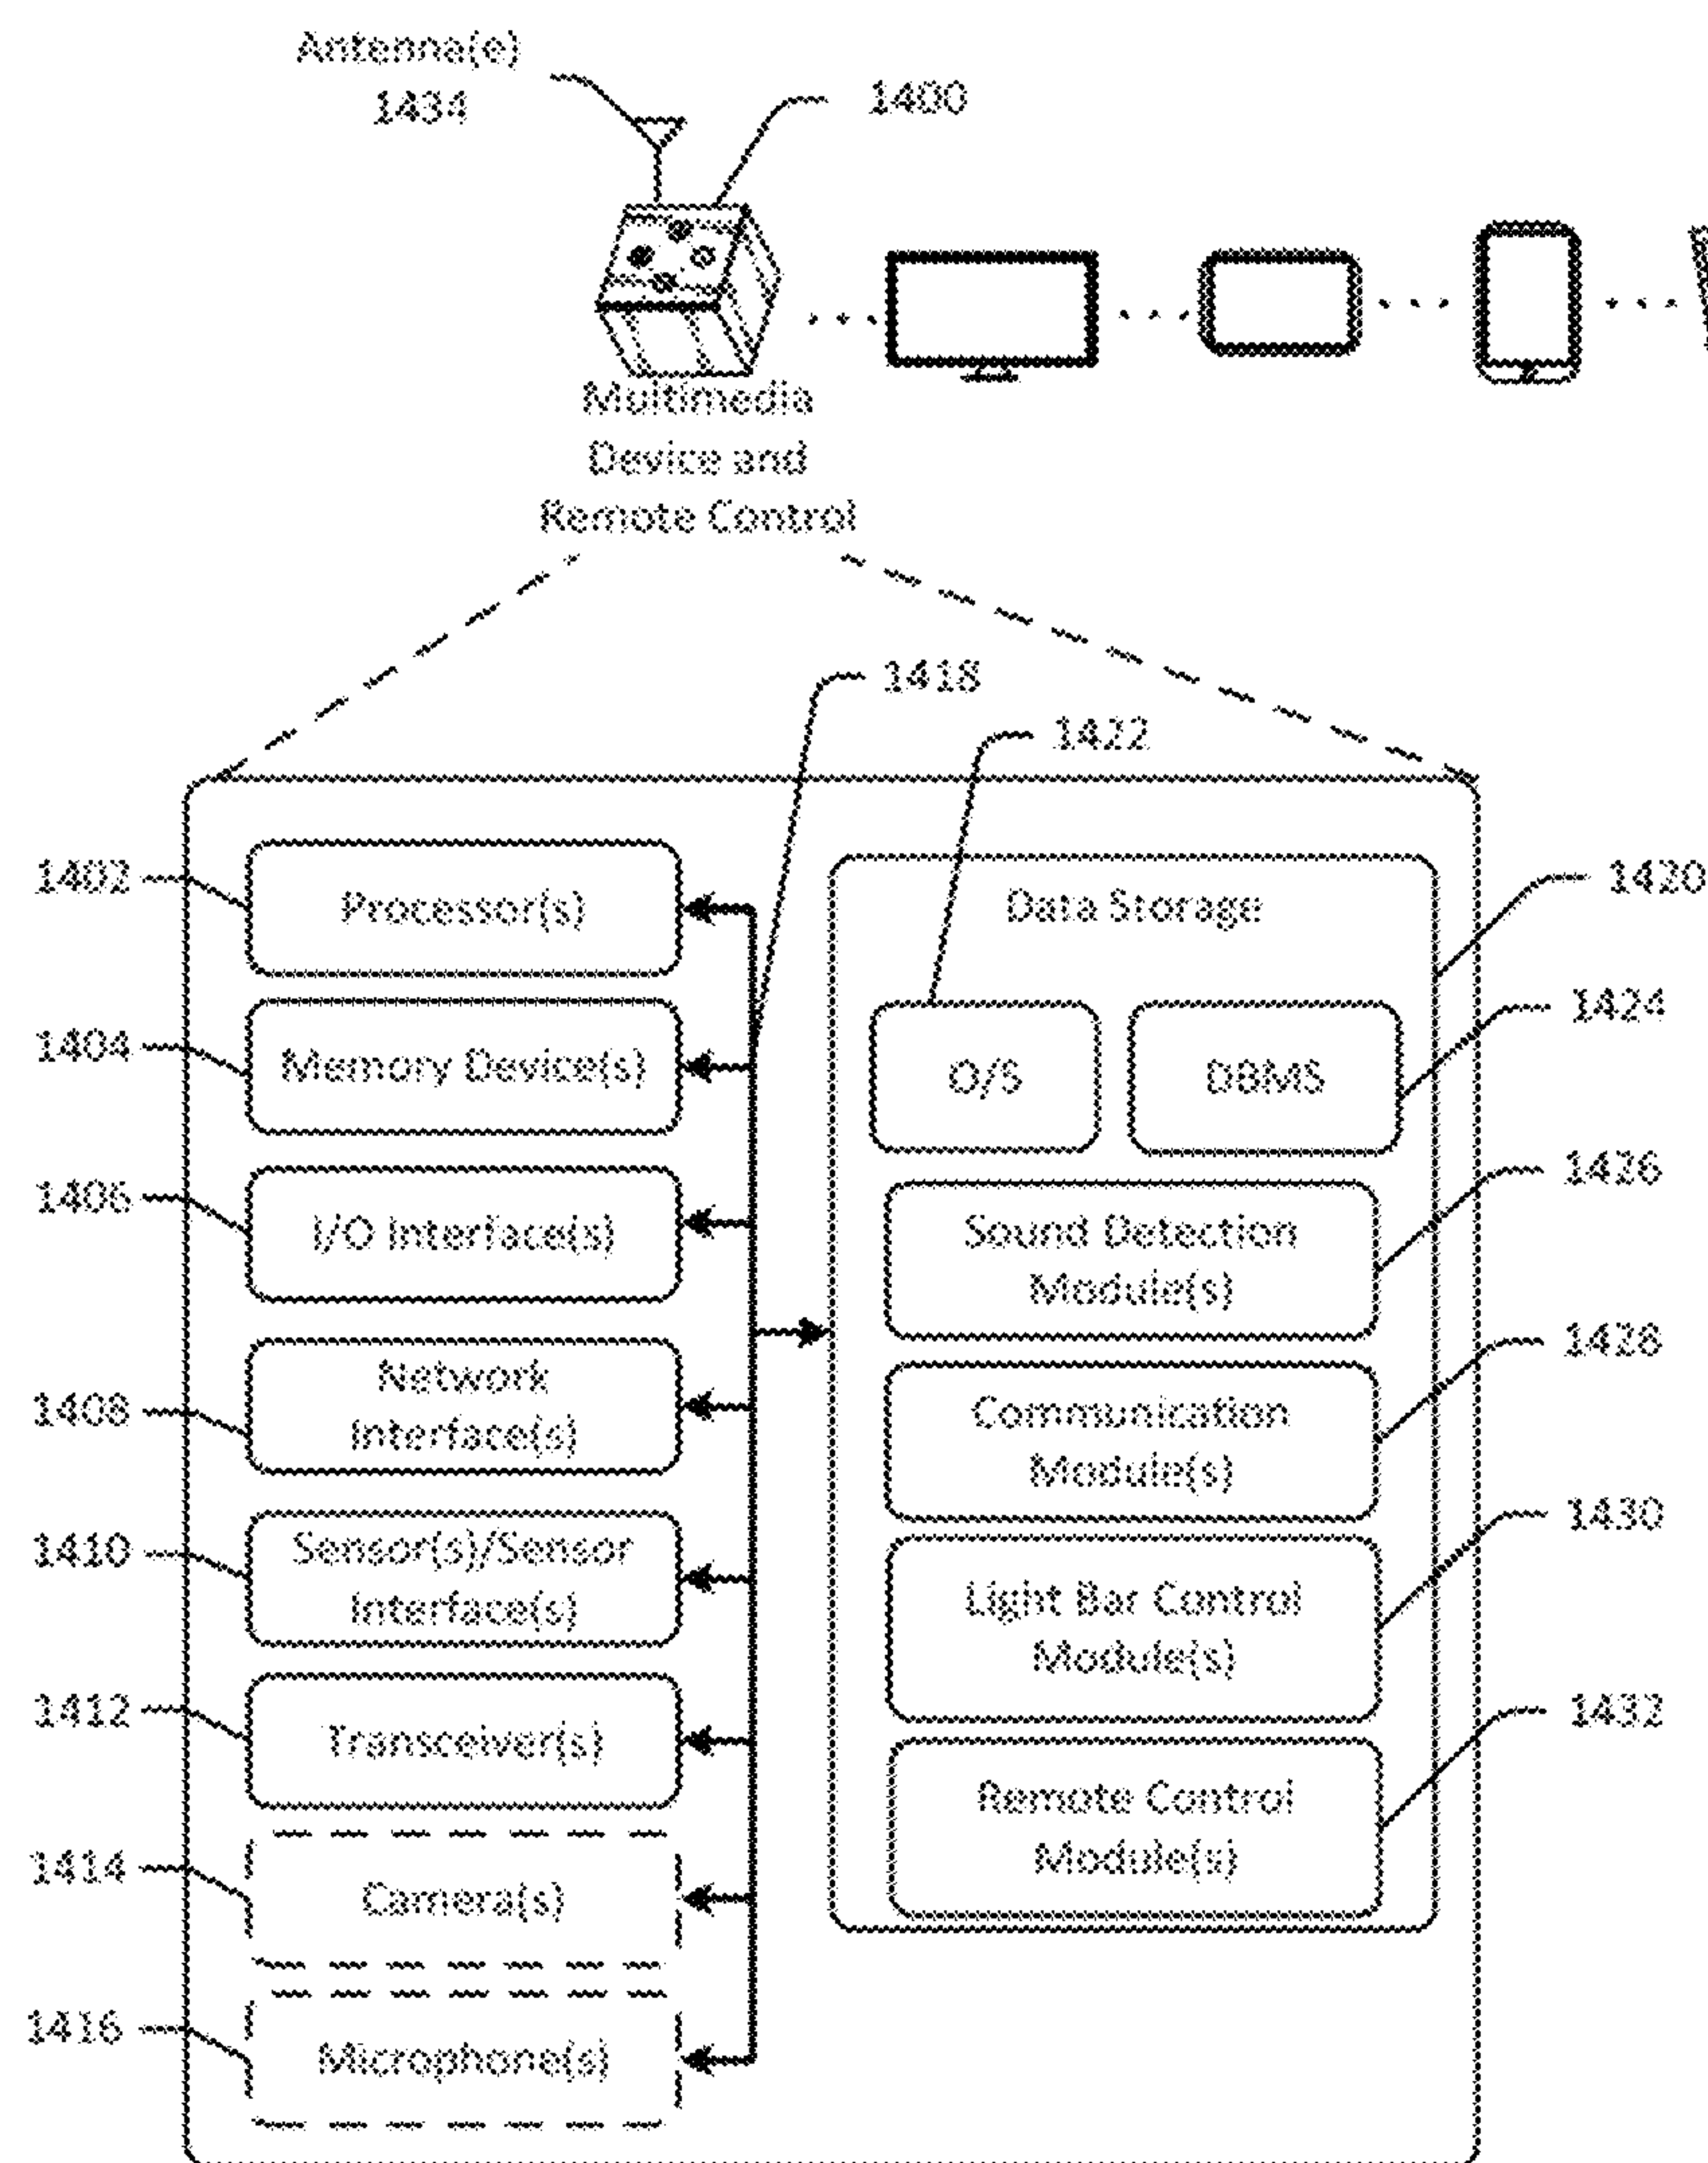 Antenna(e)
1434
1400
Multimedia
Device and
Remote Control
1418
1422
1402
Processor(s)
Data Storage
1420
1404
Memory Device(s)
O/S
DBMS
1424
1406
I/O Interface(s)
Sound Detection
Module(s)
1426
1408
Network
Interface(s)
Communication
Module(s)
1428
1410
Sensor(s)/Sensor
Interface(s)
Light Bar Control
Module(s)
1430
1412
Transceiver(s)
Remote Control
Module(s)
1432
1414
Camera(s)
1416
Microphone(s)